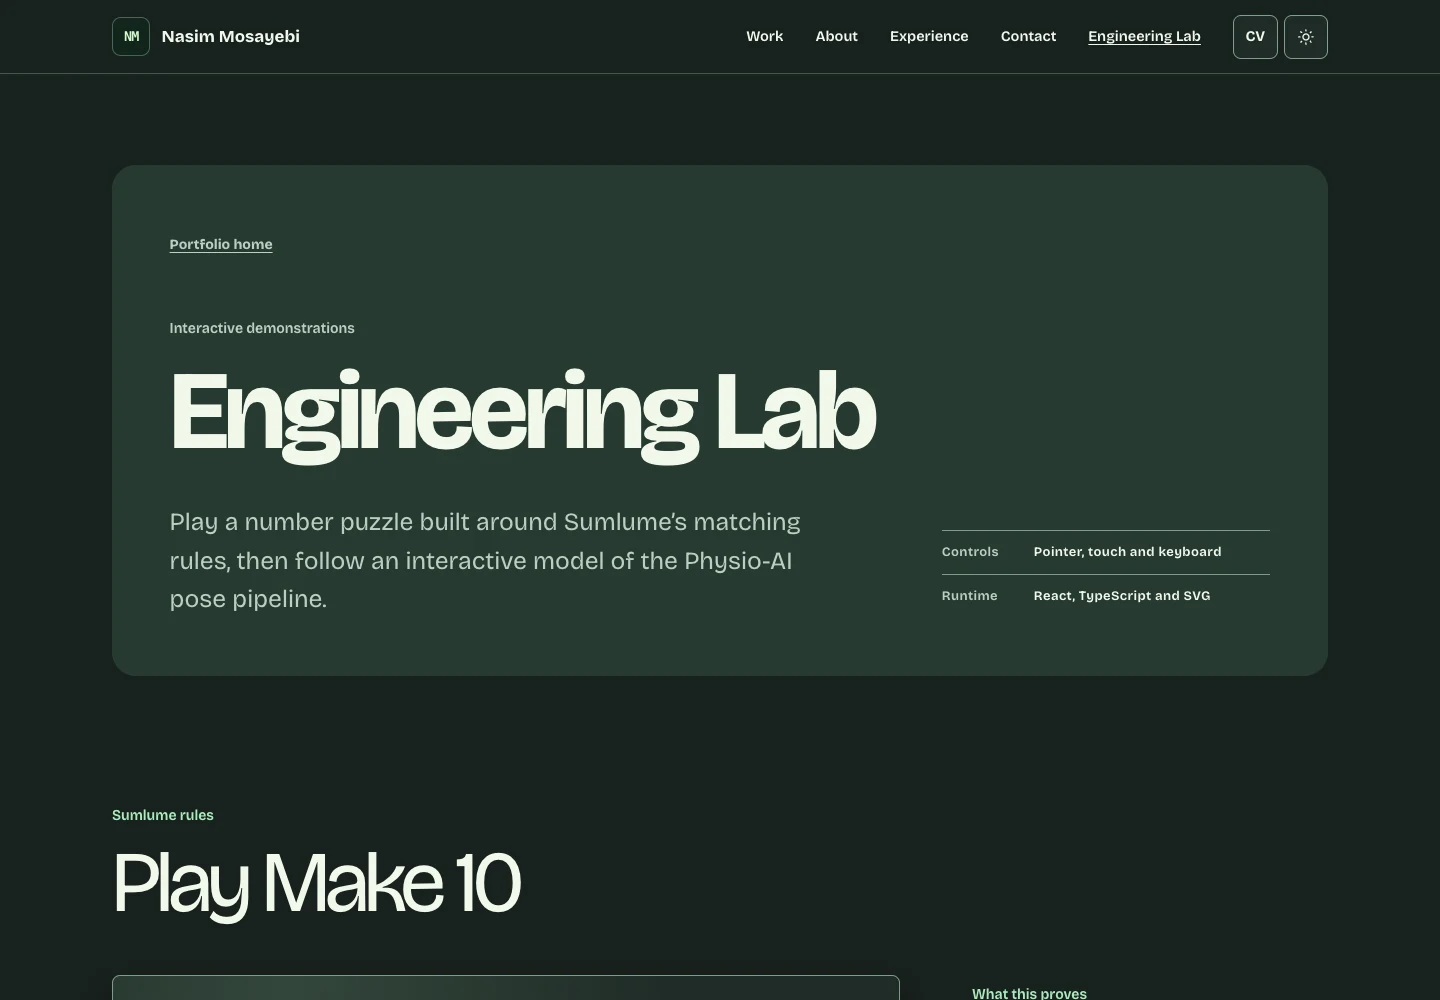 NM
Nasim Mosayebi
Work
About
Experience
Contact
Engineering Lab
CV
Portfolio home
Interactive demonstrations
Engineering Lab
Play a number puzzle built around Sumlume’s matching
rules, then follow an interactive model of the Physio-AI
pose pipeline.
Controls Pointer, touch and keyboard
Runtime React, TypeScript and SVG
Sumlume rules
Play Make 10
What this proves